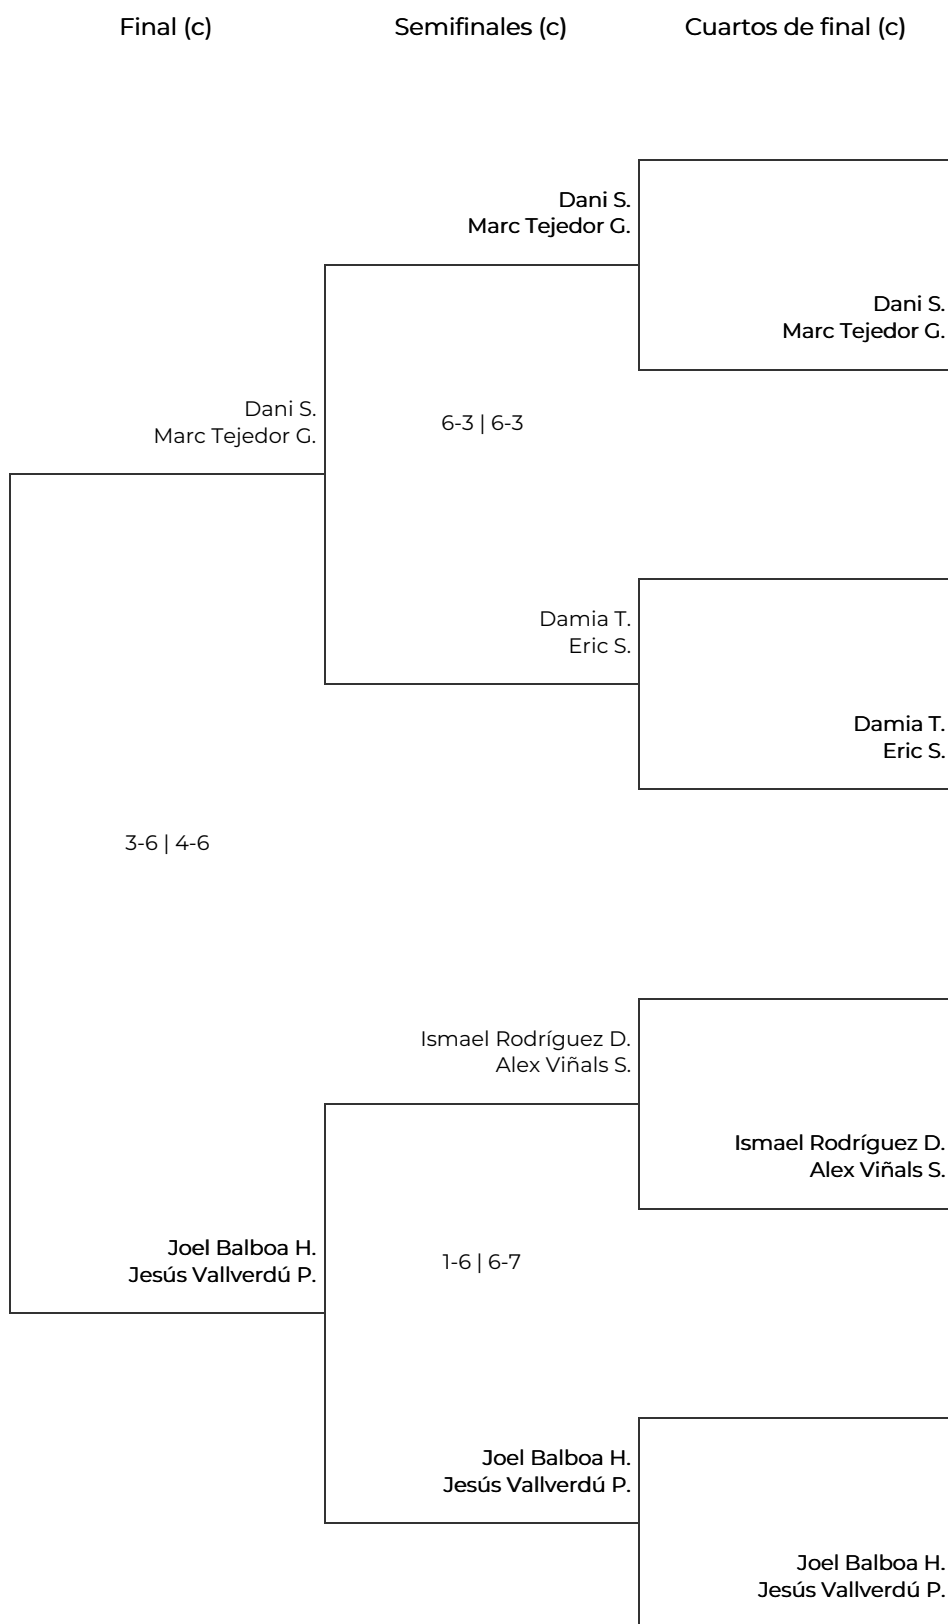 Final (c)
Semifinales (c)
Cuartos de final (c)
Dani S.
Marc Tejedor G.
Dani S.
Marc Tejedor G.
Dani S.
Marc Tejedor G.
6-3 | 6-3
Damia T.
Eric S.
Damia T.
Eric S.
3-6 | 4-6
Ismael Rodríguez D.
Alex Viñals S.
Ismael Rodríguez D.
Alex Viñals S.
Joel Balboa H.
Jesús Vallverdú P.
1-6 | 6-7
Joel Balboa H.
Jesús Vallverdú P.
Joel Balboa H.
Jesús Vallverdú P.